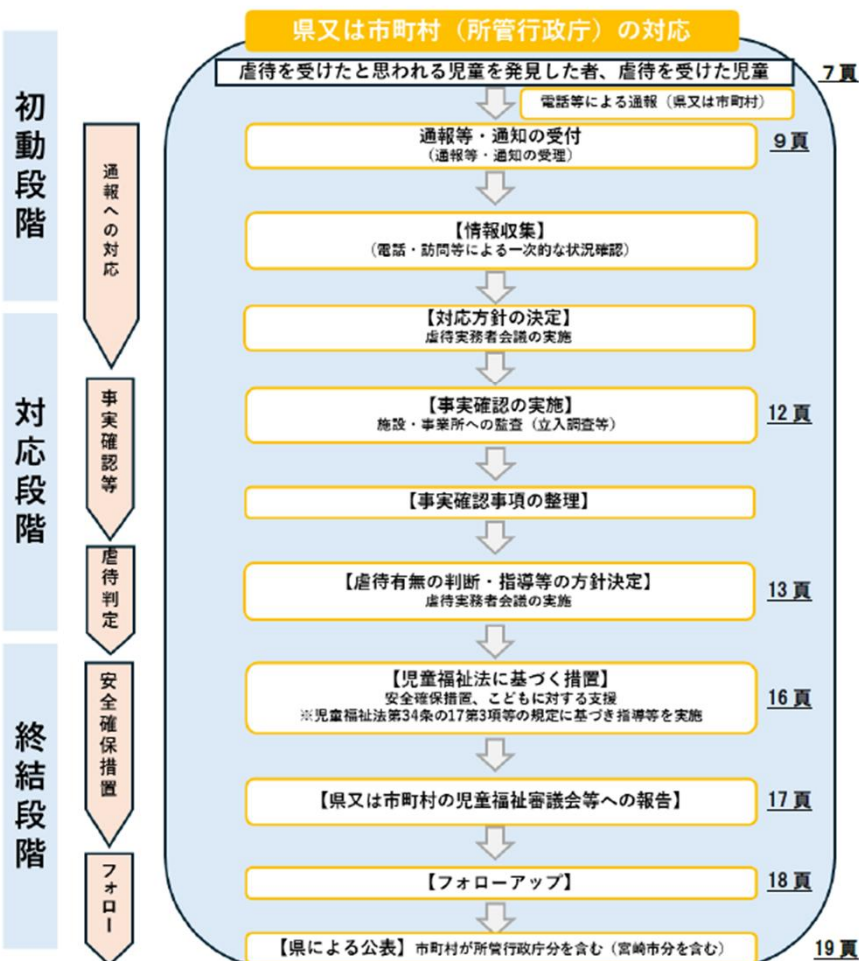 県又は市町村（所管行政庁）の対応
虐待を受けたと思われる児童を発見した者、虐待を受けた児童
7頁
電話等による通報（県又は市町村）
初動段階
通報への対応
通報等・通知の受付
（通報等・通知の受理）
9頁
【情報収集】
（電話・訪問等による一次的な状況確認）
【対応方針の決定】
虐待実務者会議の実施
対応段階
事実確認等
【事実確認の実施】
施設・事業所への監査（立入調査等）
12頁
【事実確認事項の整理】
虐待判定
【虐待有無の判断・指導等の方針決定】
虐待実務者会議の実施
13頁
終結段階
安全確保措置
【児童福祉法に基づく措置】
安全確保措置、こどもに対する支援
※児童福祉法第34条の17第3項等の規定に基づき指導等を実施
16頁
【県又は市町村の児童福祉審議会等への報告】
17頁
フォロー
【フォローアップ】
18頁
【県による公表】市町村が所管行政庁分を含む（宮崎市分を含む）
19頁